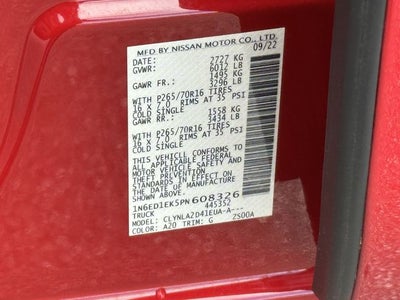 MFD BY NISSAN MOTOR CO., LTD.
DATE: 09/22
GVWR: 2727 KG
6012 LB
GAWR FR.: 1495 KG
3296 LB
WITH P265/70R16 TIRES
16 X 7.0 RIMS AT 35 PSI
COLD SINGLE
GAWR RR.: 1558 KG
3434 LB
WITH P265/70R16 TIRES
16 X 7.0 RIMS AT 35 PSI
COLD SINGLE
THIS VEHICLE CONFORMS TO
ALL APPLICABLE FEDERAL
MOTOR VEHICLE SAFETY AND
THEFT PREVENTION
STANDARDS IN EFFECT ON
THE DATE OF MANUFACTURE
SHOWN ABOVE.
1N6ED1EK5PN608326
TRUCK 445352
MODEL: CLYNLA2D41EUA-A---
COLOR: A20 TRIM: G 2S00A